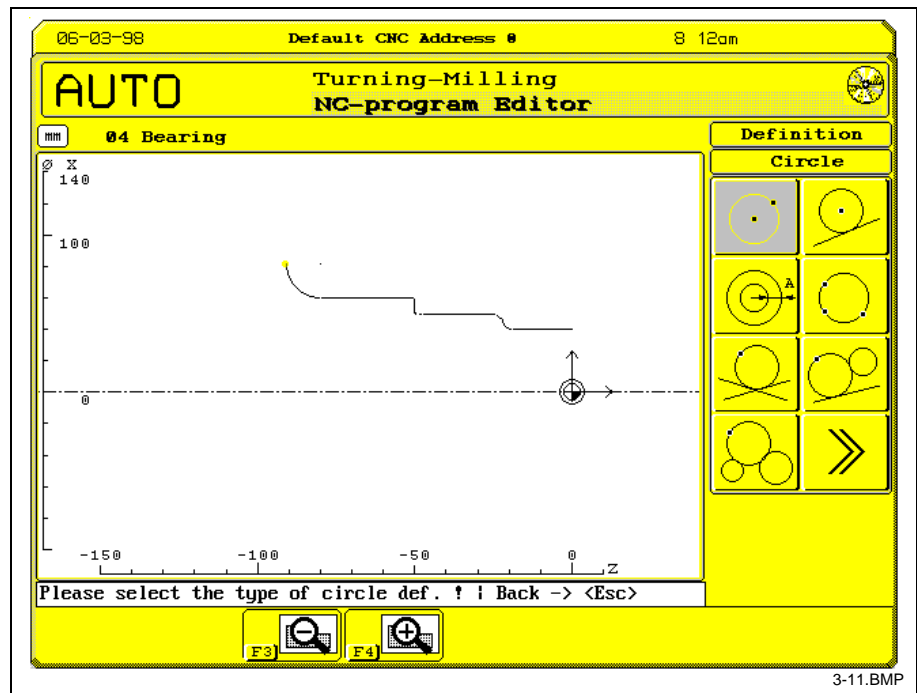 06-03-98 Default CNC Address 0 8 12am
AUTO
Turning-Milling
NC-program Editor
mm 04 Bearing
Definition
Circle
Ø X
140
100
A
0
-150 -100 -50 0
Z
Please select the type of circle def. ! ¦ Back -> <Esc>
F3 F4
3-11.BMP